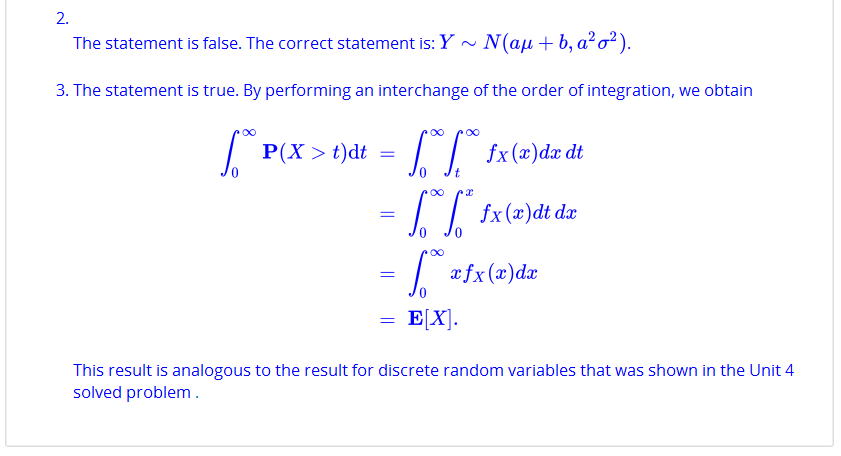 2.
The statement is false. The correct statement is: Y ∼ N(aμ + b, a²σ²).
3. The statement is true. By performing an interchange of the order of integration, we obtain
∫₀^∞ P(X > t)dt = ∫₀^∞ ∫ₜ^∞ f_X(x)dx dt
= ∫₀^∞ ∫₀^x f_X(x)dt dx
= ∫₀^∞ x f_X(x)dx
= E[X].
This result is analogous to the result for discrete random variables that was shown in the Unit 4
solved problem .